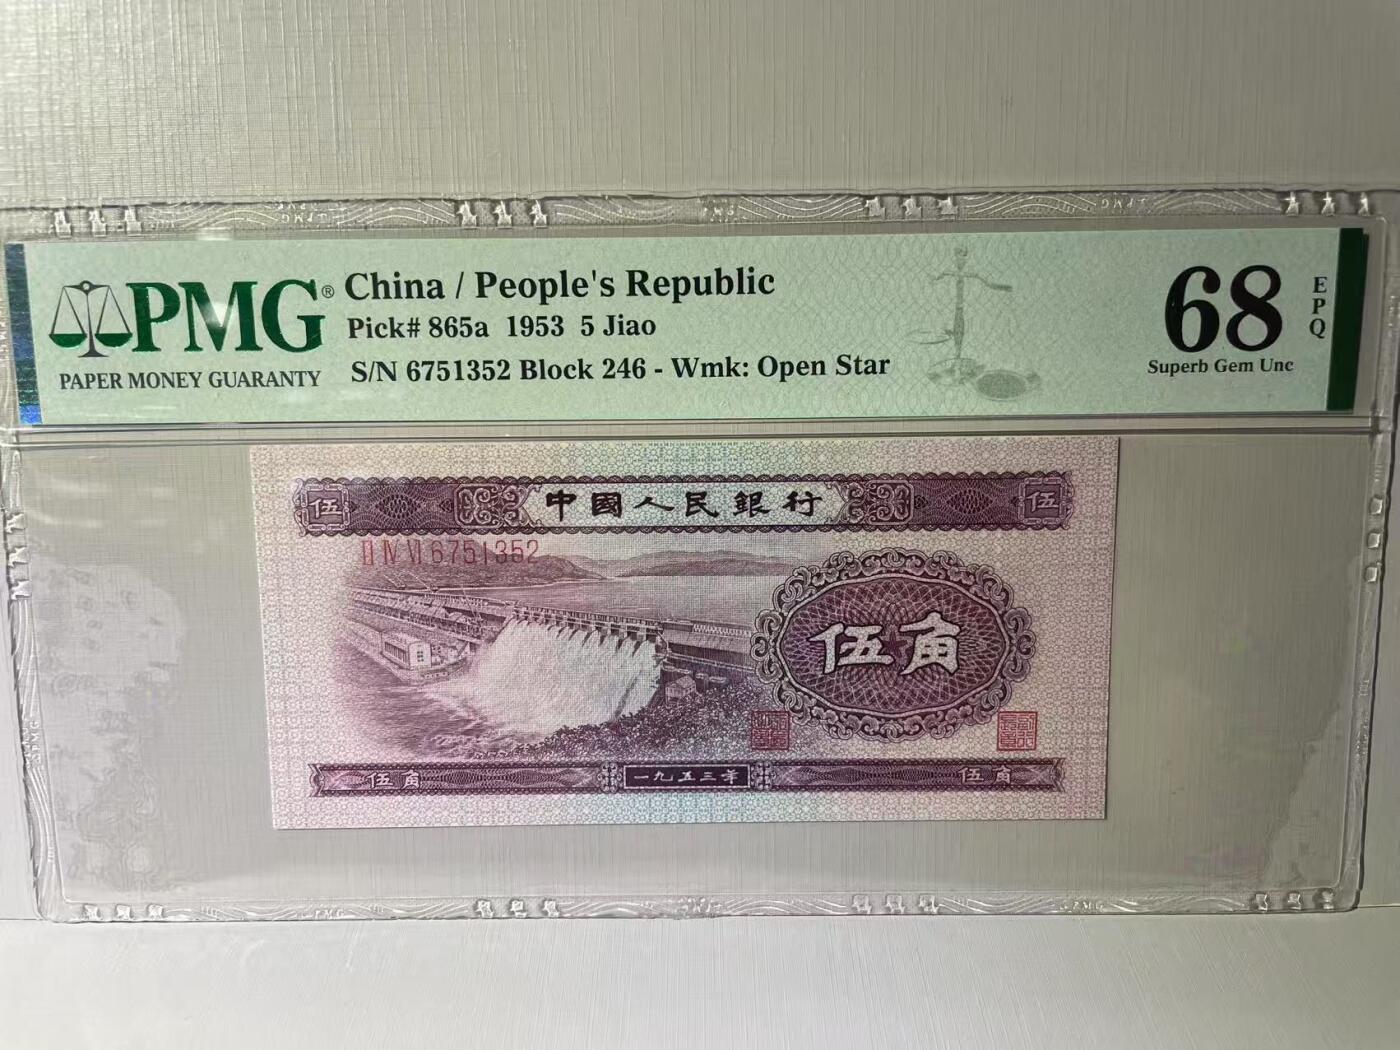 PMG®
PAPER MONEY GUARANTY
China / People's Republic
Pick# 865a 1953 5 Jiao
S/N 6751352 Block 246 - Wmk: Open Star
68
EPQ
Superb Gem Unc
伍 中國人民銀行 伍
II IV VI 6751352
伍角
伍角 一九五三年 伍角